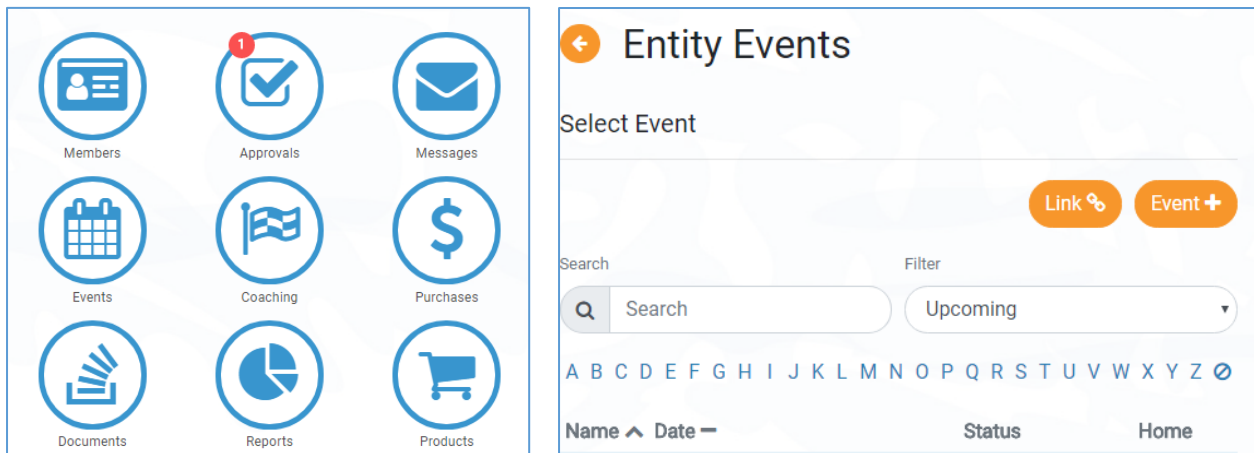 1
Members Approvals Messages
Events Coaching Purchases
Documents Reports Products
Entity Events
Select Event
Link Event
Search Filter
Search Upcoming
A B C D E F G H I J K L M N O P Q R S T U V W X Y Z
Name Date Status Home